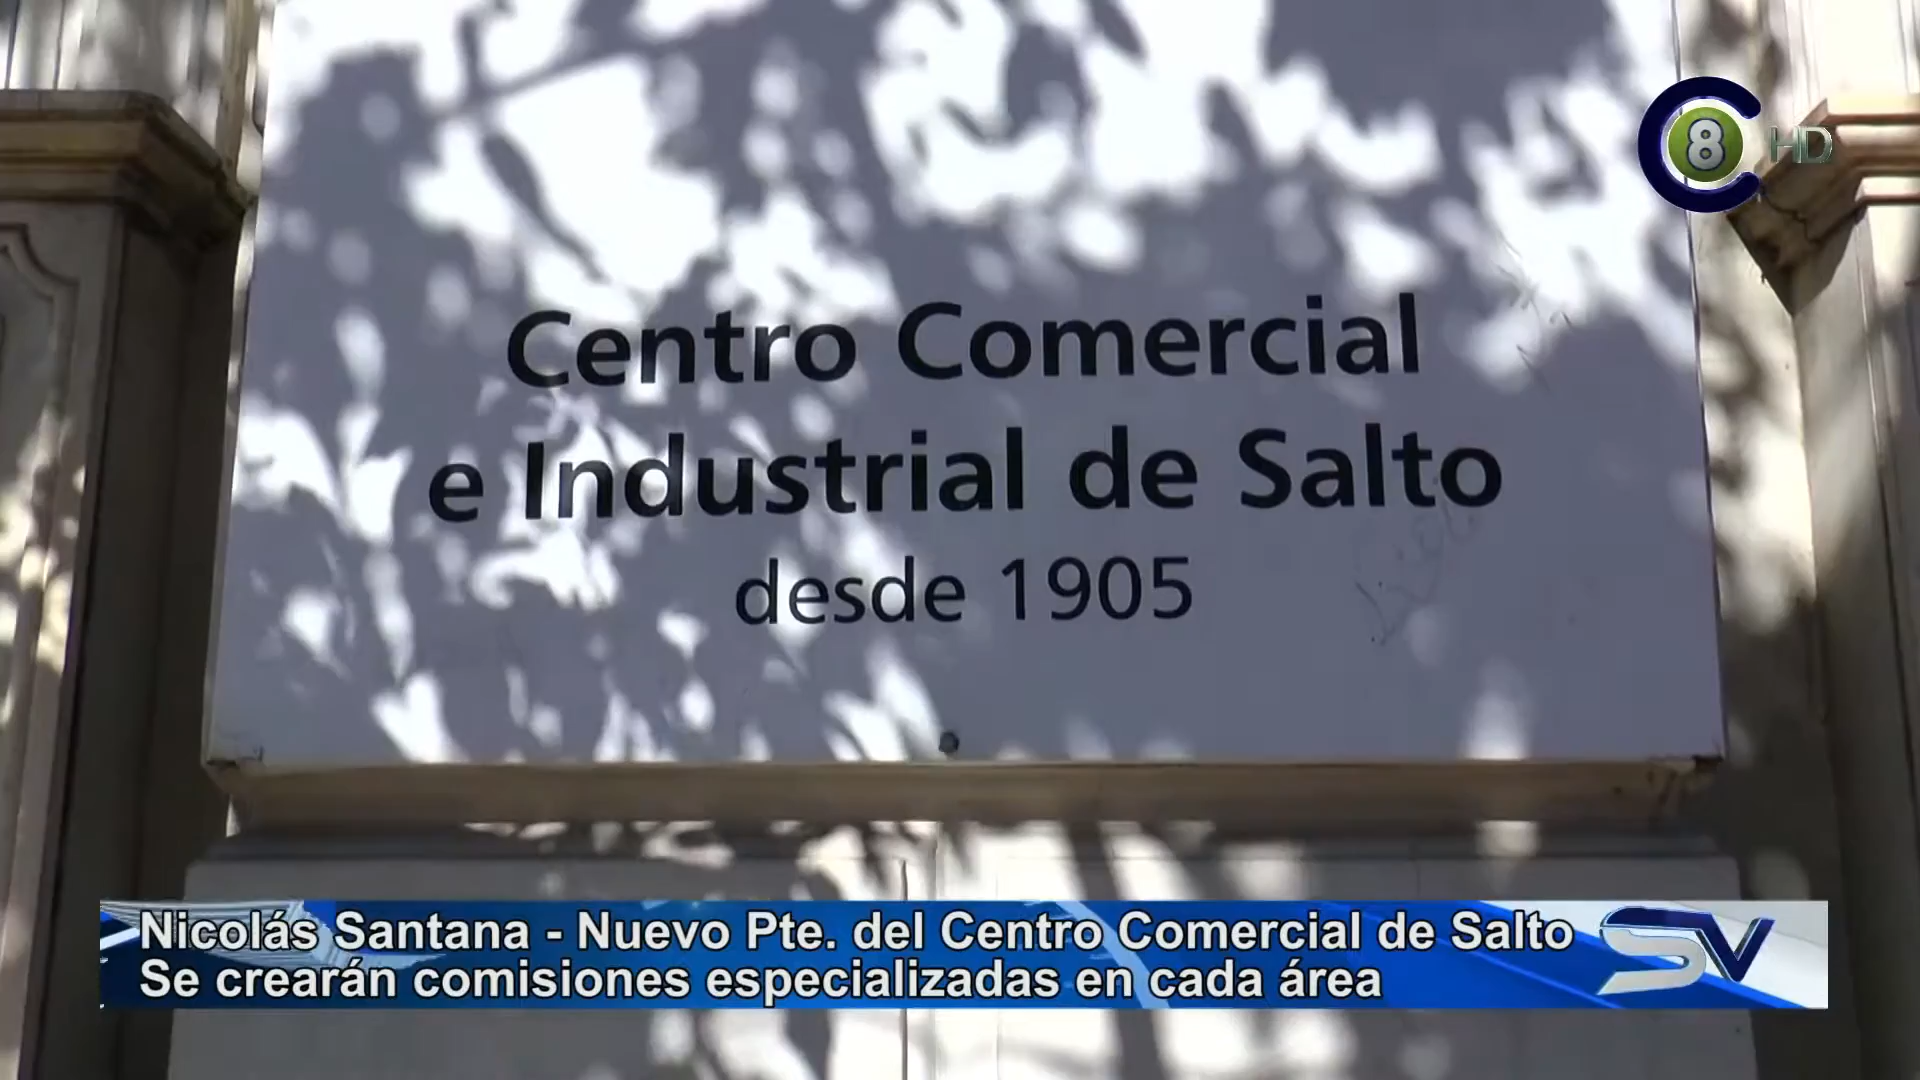 8 HD
Centro Comercial
e Industrial de Salto
desde 1905
Nicolás Santana - Nuevo Pte. del Centro Comercial de Salto
Se crearán comisiones especializadas en cada área
SV